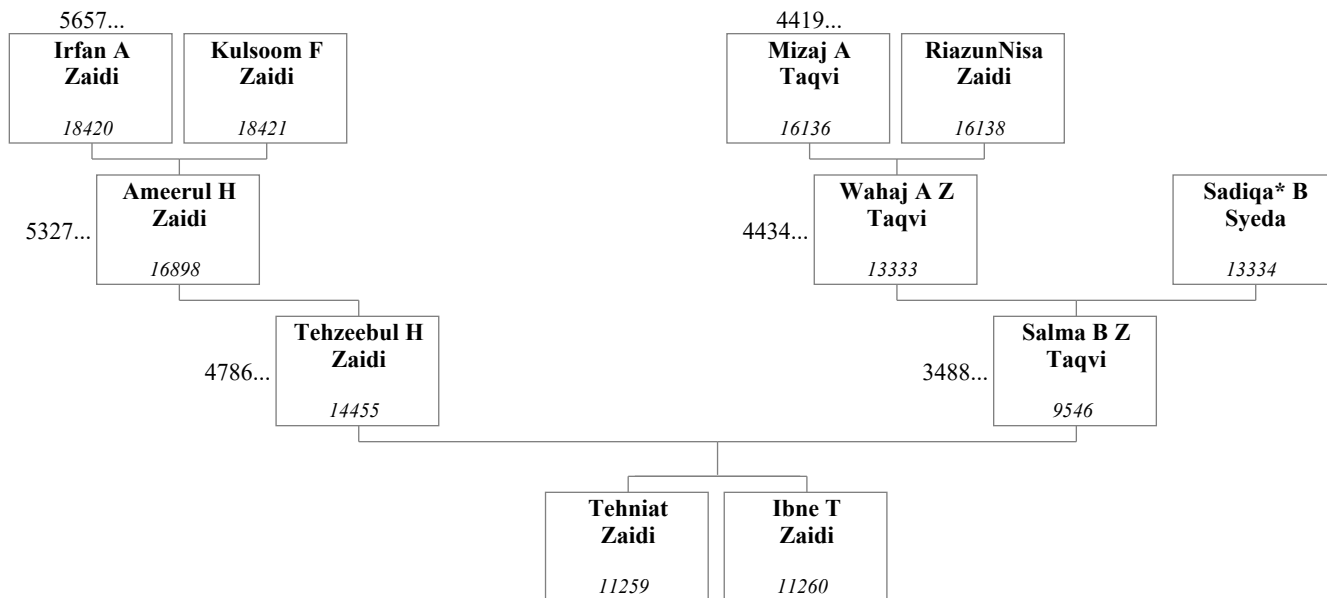 5657...
4419...
Irfan A
Zaidi
18420
Kulsoom F
Zaidi
18421
Mizaj A
Taqvi
16136
RiazunNisa
Zaidi
16138
5327...
Ameerul H
Zaidi
16898
4434...
Wahaj A Z
Taqvi
13333
Sadiqa* B
Syeda
13334
4786...
Tehzeebul H
Zaidi
14455
3488...
Salma B Z
Taqvi
9546
Tehniat
Zaidi
11259
Ibne T
Zaidi
11260